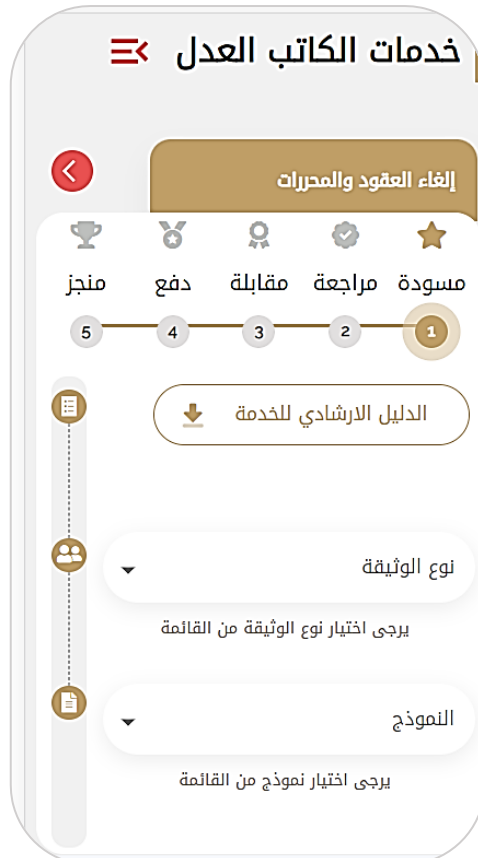 خدمات الكاتب العدل
إلغاء العقود والمحررات
مسودة مراجعة مقابلة دفع منجز
1 2 3 4 5
الدليل الارشادي للخدمة
نوع الوثيقة
يرجى اختيار نوع الوثيقة من القائمة
النموذج
يرجى اختيار نموذج من القائمة